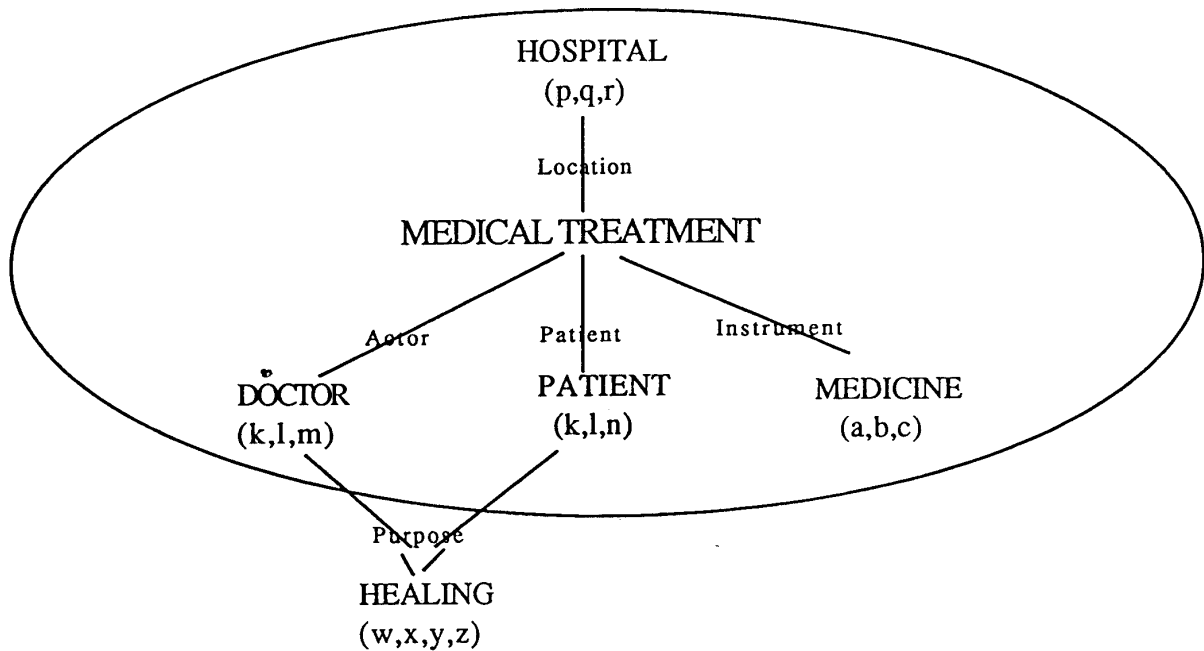 HOSPITAL
(p,q,r)
Location
MEDICAL TREATMENT
Actor Patient Instrument
DOCTOR PATIENT MEDICINE
(k,l,m) (k,l,n) (a,b,c)
Purpose
HEALING
(w,x,y,z)